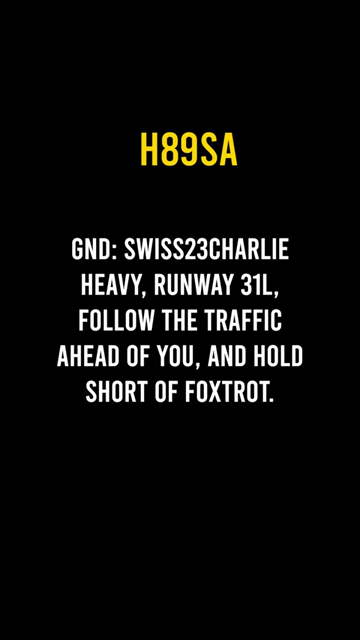 H89SA
GND: SWISS23CHARLIE
HEAVY, RUNWAY 31L,
FOLLOW THE TRAFFIC
AHEAD OF YOU, AND HOLD
SHORT OF FOXTROT.